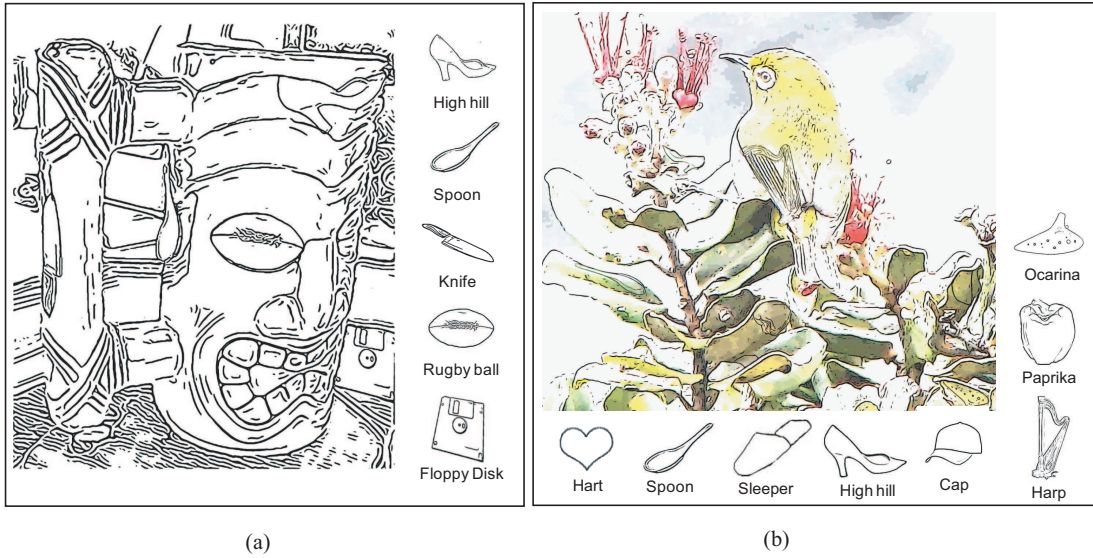 High hill
Spoon
Knife
Rugby ball
Floppy Disk
Ocarina
Paprika
Harp
Hart
Spoon
Sleeper
High hill
Cap
(a)
(b)